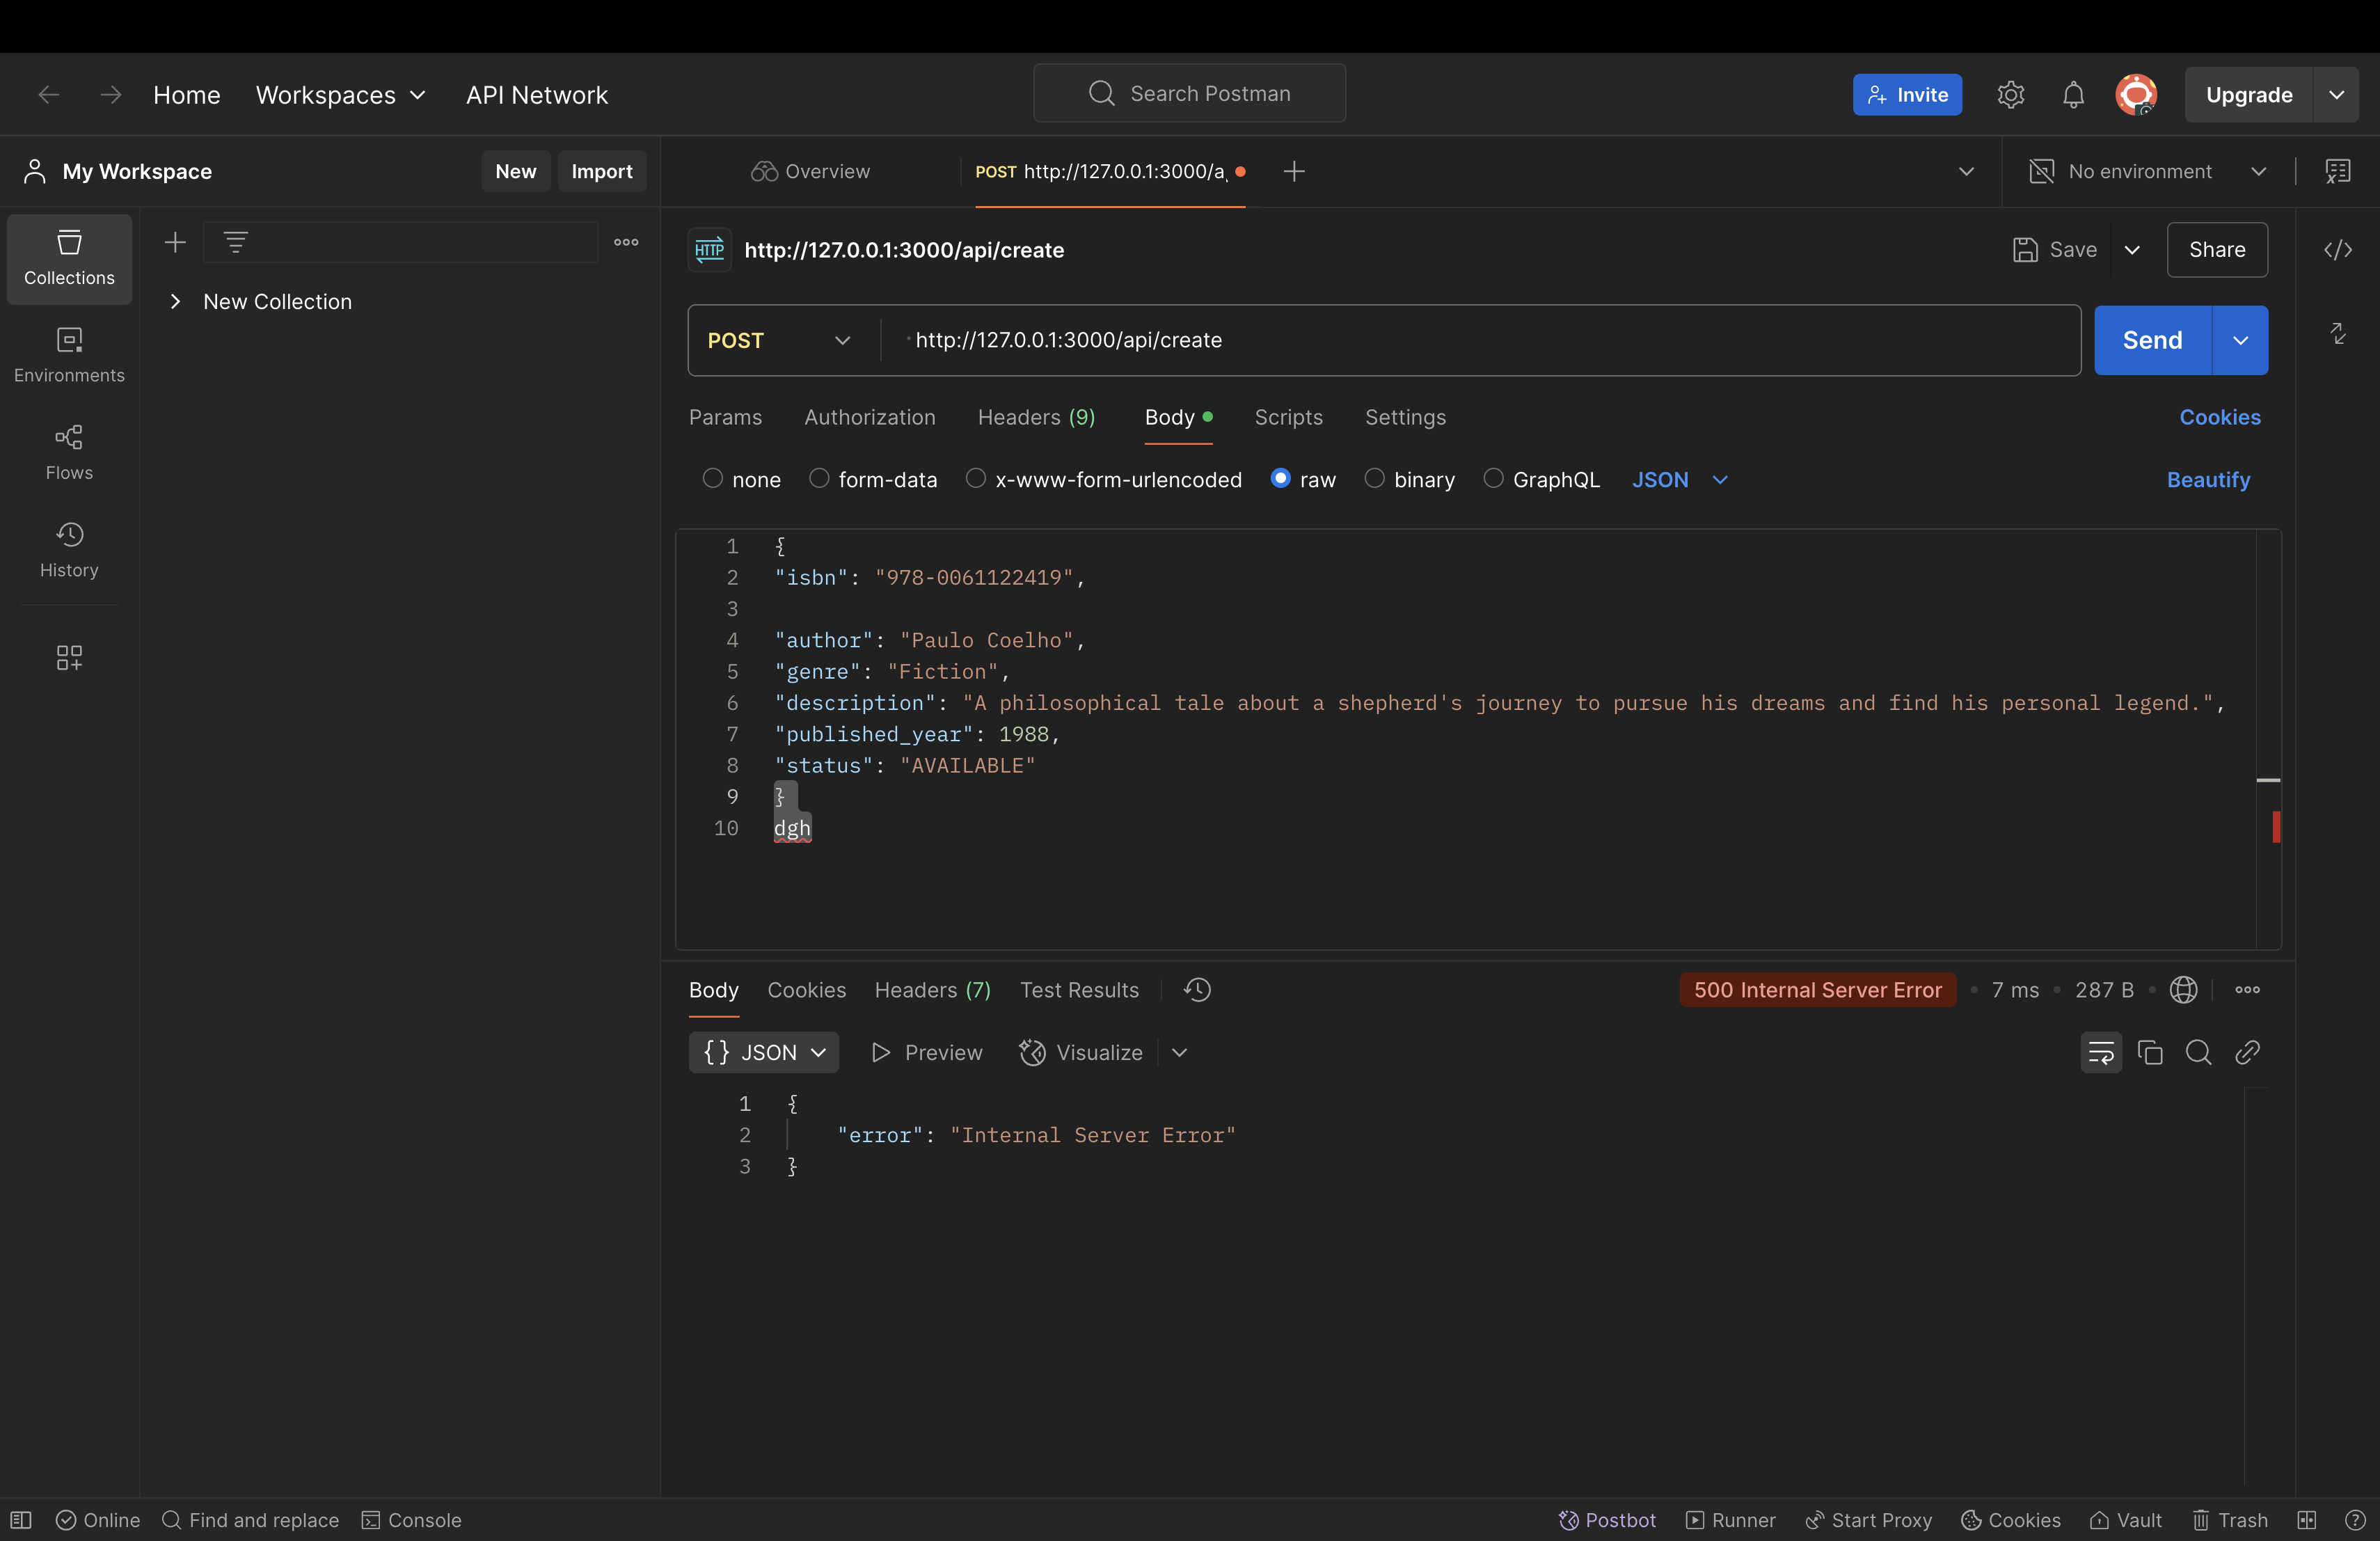 Home Workspaces API Network Search Postman Invite Upgrade
My Workspace New Import Overview POST http://127.0.0.1:3000/a. No environment
Collections
Environments
Flows
History
New Collection
HTTP http://127.0.0.1:3000/api/create Save Share
POST http://127.0.0.1:3000/api/create Send
Params Authorization Headers (9) Body Scripts Settings Cookies
none form-data x-www-form-urlencoded raw binary GraphQL JSON Beautify
1 {
2 "isbn": "978-0061122419",
3
4 "author": "Paulo Coelho",
5 "genre": "Fiction",
6 "description": "A philosophical tale about a shepherd's journey to pursue his dreams and find his personal legend.",
7 "published_year": 1988,
8 "status": "AVAILABLE"
9 }
10 dgh
Body Cookies Headers (7) Test Results 500 Internal Server Error • 7 ms • 287 B •
{} JSON Preview Visualize
1 {
2 "error": "Internal Server Error"
3 }
Online Find and replace Console Postbot Runner Start Proxy Cookies Vault Trash